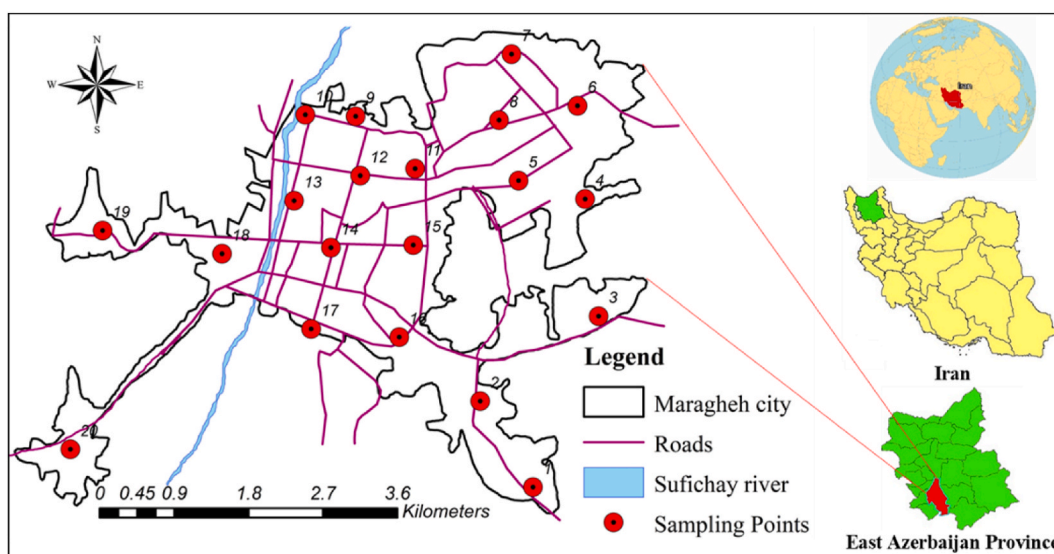 N
W E
S
7
6
8
10
9
11
12
5
4
13
19
18
14
15
3
17
16
2
20
1
0 0.45 0.9 1.8 2.7 3.6
Kilometers
Legend
Maragheh city
Roads
Sufichay river
Sampling Points
Iran
Iran
East Azerbaijan Province